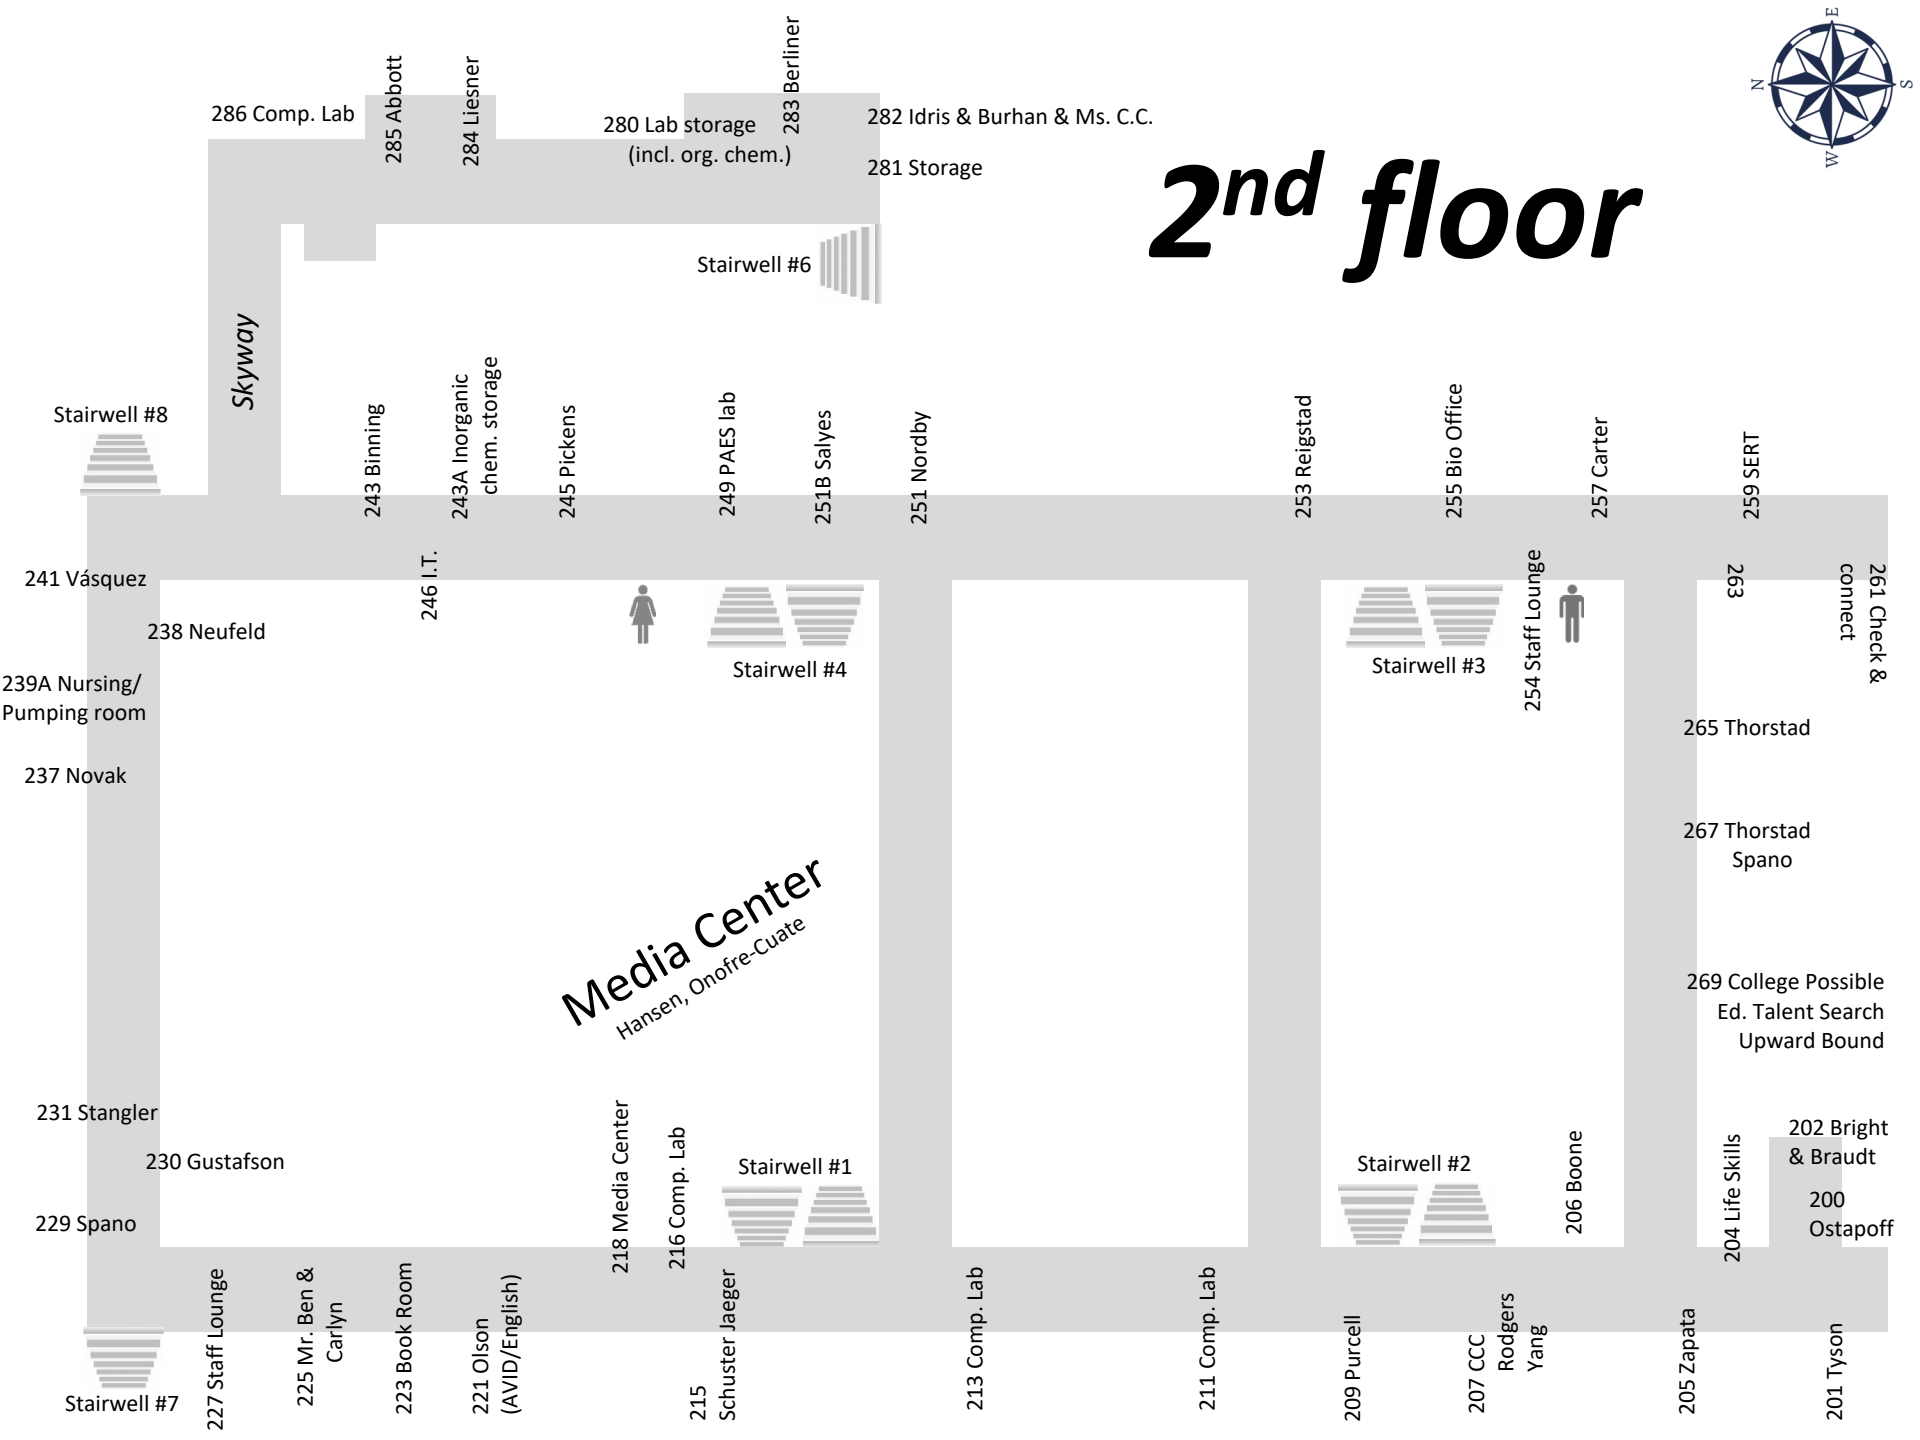 E
N
S
W
2nd floor
286 Comp. Lab
285 Abbott
284 Liesner
280 Lab storage
(incl. org. chem.)
283 Berliner
282 Idris & Burhan & Ms. C.C.
281 Storage
Stairwell #6
Skyway
Stairwell #8
243 Binning
243A Inorganic
chem. storage
245 Pickens
249 PAES lab
251B Salyes
251 Nordby
253 Reigstad
255 Bio Office
257 Carter
259 SERT
241 Vásquez
238 Neufeld
246 I.T.
Stairwell #4
Stairwell #3
254 Staff Lounge
263
261 Check &
connect
239A Nursing/
Pumping room
237 Novak
265 Thorstad
267 Thorstad
Spano
Media Center
Hansen, Onofre-Cuate
269 College Possible
Ed. Talent Search
Upward Bound
231 Stangler
230 Gustafson
229 Spano
218 Media Center
216 Comp. Lab
Stairwell #1
Stairwell #2
206 Boone
204 Life Skills
202 Bright
& Braudt
200
Ostapoff
Stairwell #7
227 Staff Lounge
225 Mr. Ben &
Carlyn
223 Book Room
221 Olson
(AVID/English)
215
Schuster Jaeger
213 Comp. Lab
211 Comp. Lab
209 Purcell
207 CCC
Rodgers
Yang
205 Zapata
201 Tyson